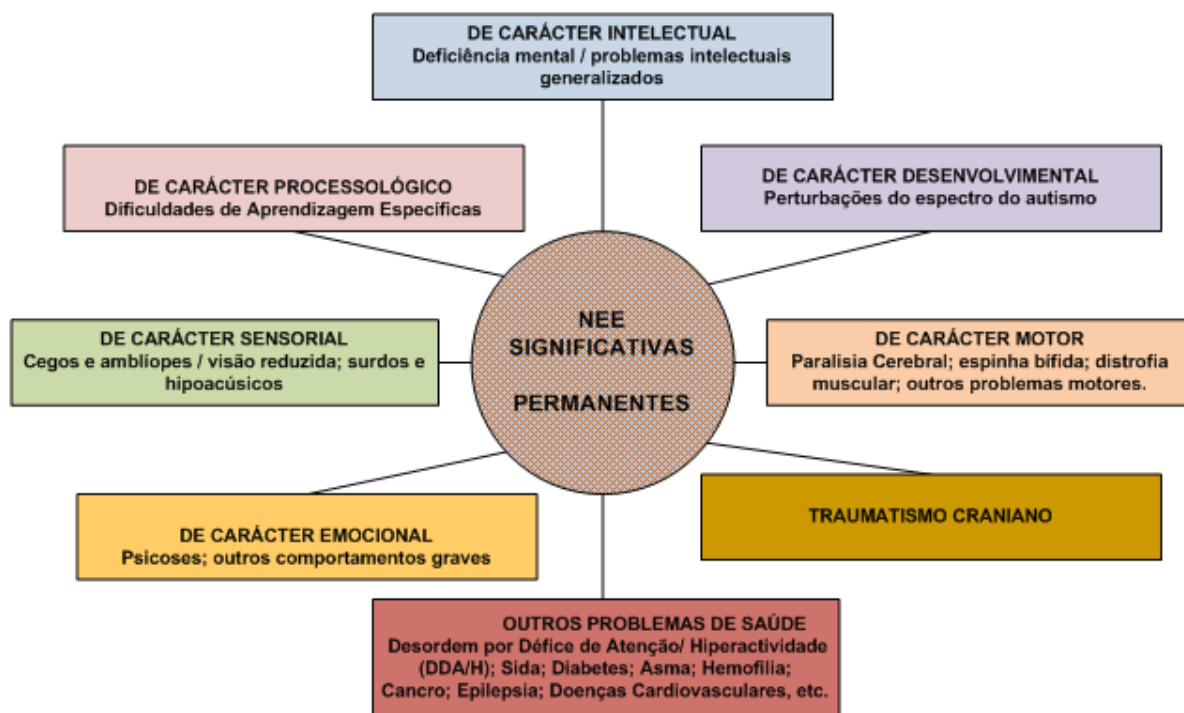 DE CARÁCTER INTELECTUAL
Deficiência mental / problemas intelectuais
generalizados
DE CARÁCTER PROCESSOLÓGICO
Dificuldades de Aprendizagem Específicas
DE CARÁCTER DESENVOLVIMENTAL
Perturbações do espectro do autismo
NEE
SIGNIFICATIVAS
PERMANENTES
DE CARÁCTER SENSORIAL
Cegos e amblíopes / visão reduzida; surdos e
hipoacúsicos
DE CARÁCTER MOTOR
Paralisia Cerebral; espinha bífida; distrofia
muscular; outros problemas motores.
DE CARÁCTER EMOCIONAL
Psicoses; outros comportamentos graves
TRAUMATISMO CRANIANO
OUTROS PROBLEMAS DE SAÚDE
Desordem por Défice de Atenção/ Hiperactividade
(DDA/H); Sida; Diabetes; Asma; Hemofilia;
Cancro; Epilepsia; Doenças Cardiovasculares, etc.